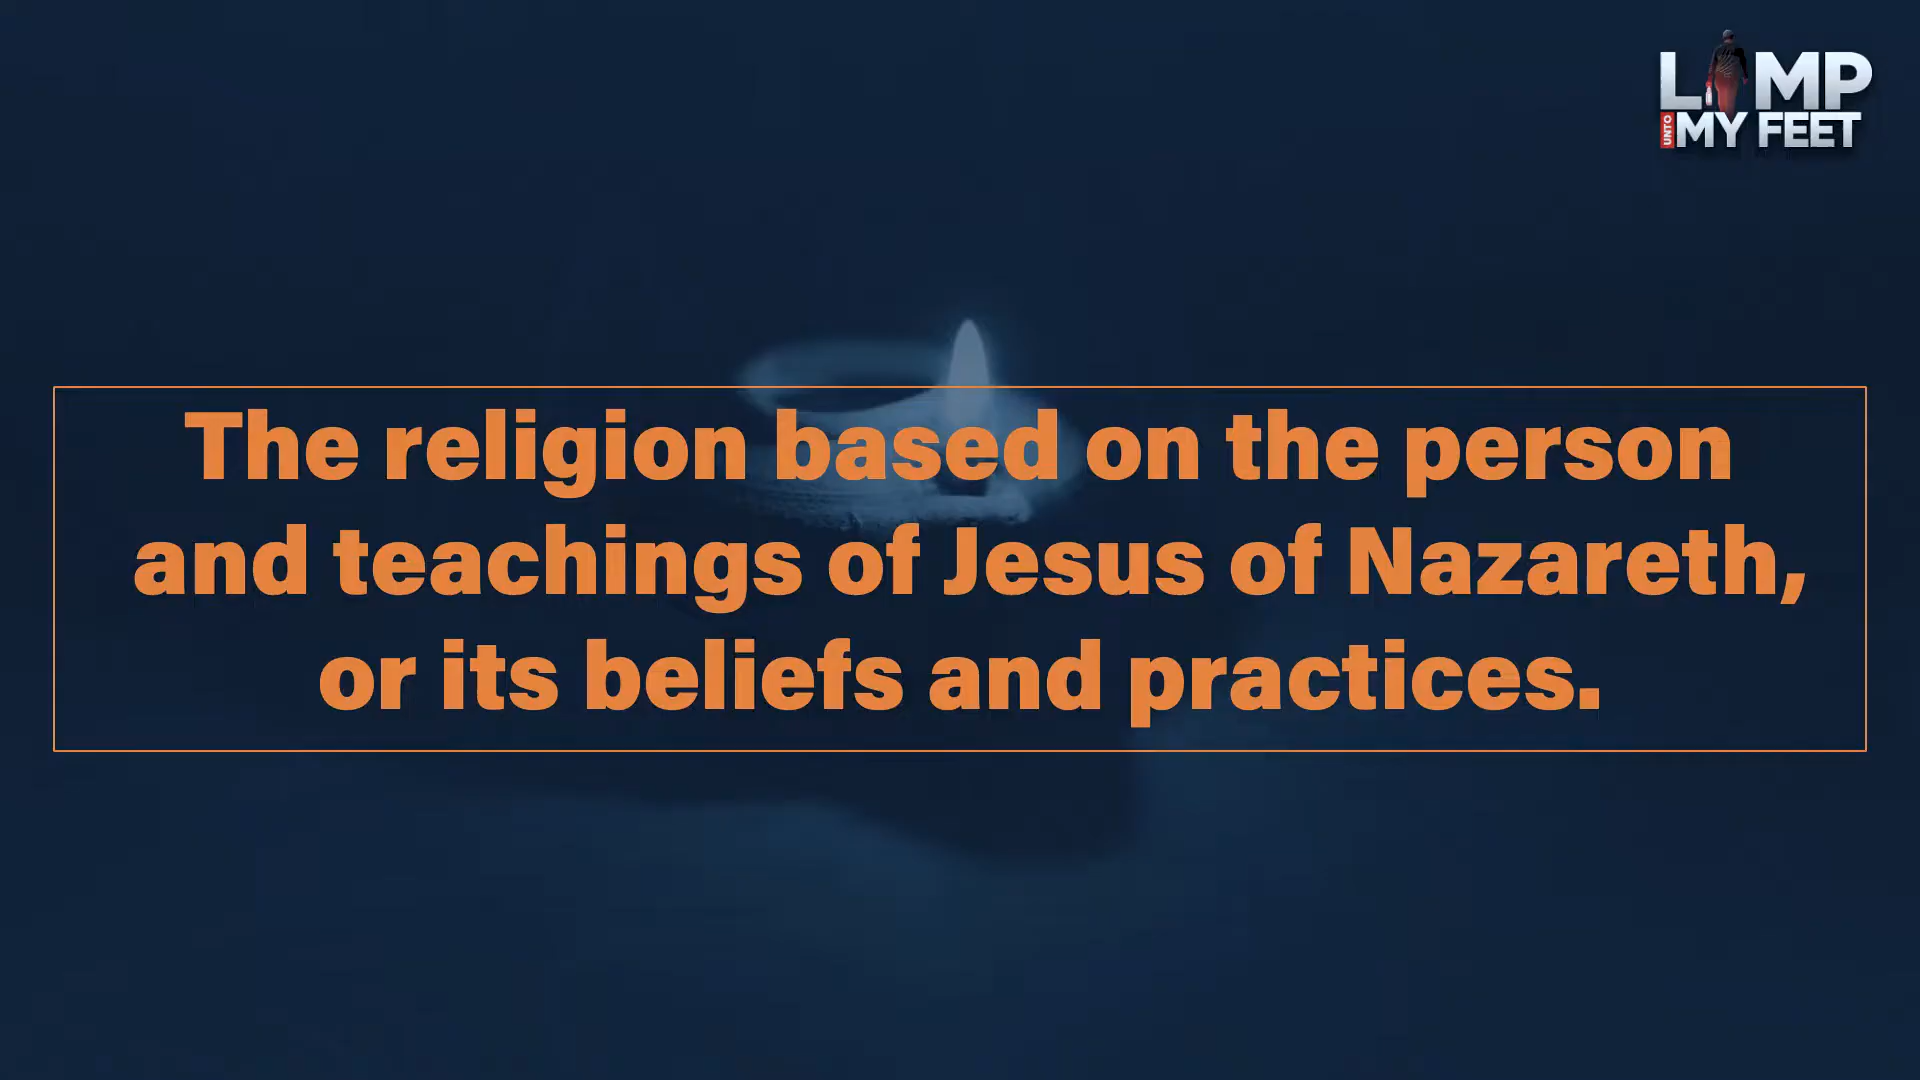 L MP
UNTO MY FEET
The religion based on the person
and teachings of Jesus of Nazareth,
or its beliefs and practices.